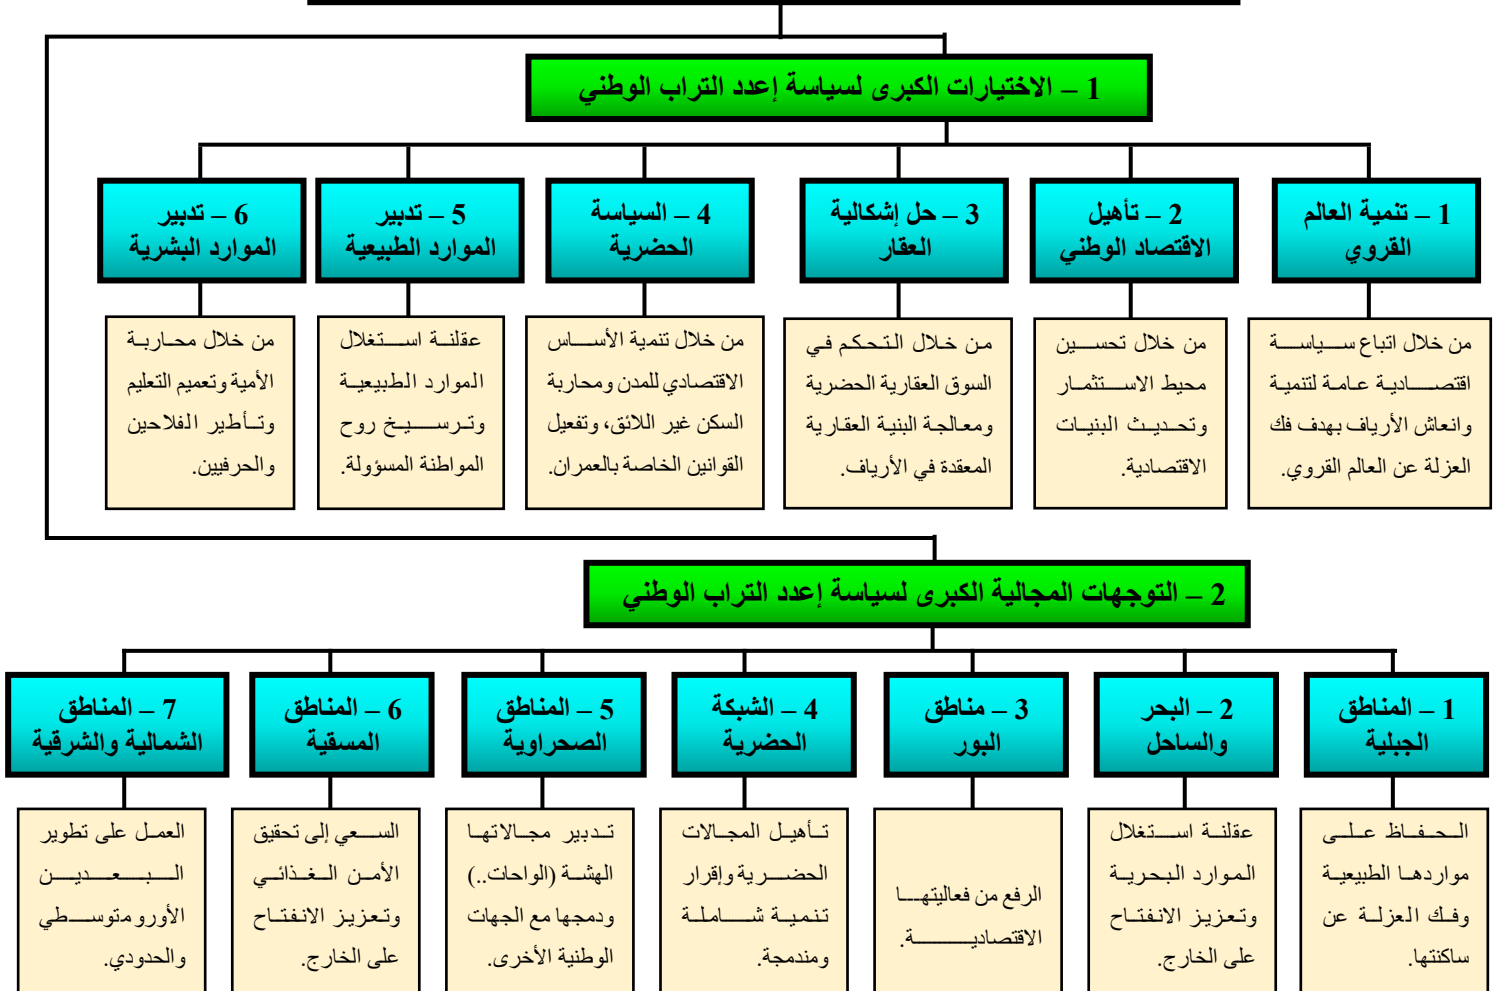 1 – الاختيارات الكبرى لسياسة إعدد التراب الوطني
1 – تنمية العالم
القروي
2 – تأهيل
الاقتصاد الوطني
3 – حل إشكالية
العقار
4 – السياسة
الحضرية
5 – تدبير
الموارد الطبيعية
6 – تدبير
الموارد البشرية
من خلال اتباع سياسة
اقتصادية عامة لتنمية
وانعاش الأرياف بهدف فك
العزلة عن العالم القروي.
من خلال تحسين
محيط الاستثمار
وتحديث البنيات
الاقتصادية.
من خلال التحكم في
السوق العقارية الحضرية
ومعالجة البنية العقارية
المعقدة في الأرياف.
من خلال تنمية الأساس
الاقتصادي للمدن ومحاربة
السكن غير اللائق، وتفعيل
القوانين الخاصة بالعمران.
عقلنة استغلال
الموارد الطبيعية
وترسيخ روح
المواطنة المسؤولة.
من خلال محاربة
الأمية وتعميم التعليم
وتأطير الفلاحين
والحرفيين.
2 – التوجهات المجالية الكبرى لسياسة إعدد التراب الوطني
1 – المناطق
الجبلية
2 – البحر
والساحل
3 – مناطق
البور
4 – الشبكة
الحضرية
5 – المناطق
الصحراوية
6 – المناطق
المسقية
7 – المناطق
الشمالية والشرقية
الحفاظ على
مواردها الطبيعية
وفك العزلة عن
ساكنتها.
عقلنة استغلال
الموارد البحرية
وتعزيز الانفتاح
على الخارج.
الرفع من فعاليتها
الاقتصادية.
تأهيل المجالات
الحضرية وإقرار
تنمية شاملة
ومندمجة.
تدبير مجالاتها
الهشة (الواحات..)
ودمجها مع الجهات
الوطنية الأخرى.
السعي إلى تحقيق
الأمن الغذائي
وتعزيز الانفتاح
على الخارج.
العمل على تطوير
البعدين
الأورومتوسطي
والحدودي.